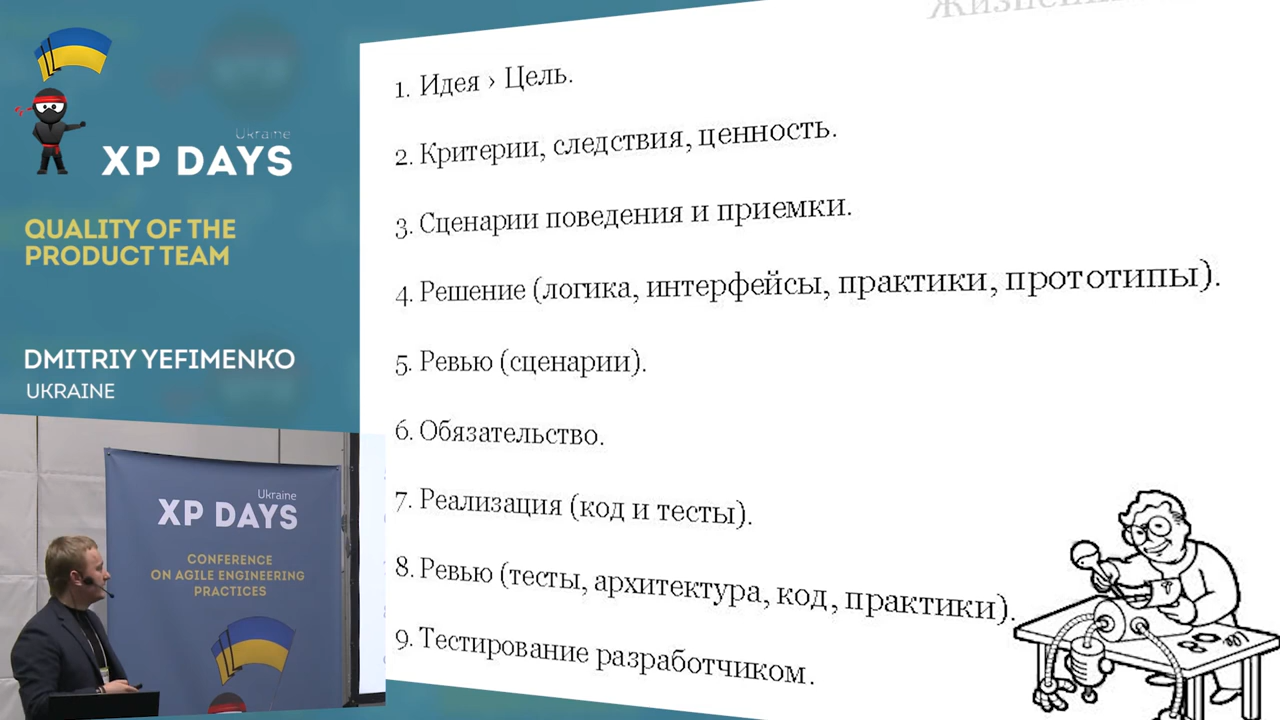 Ukraine
XP DAYS
QUALITY OF THE
PRODUCT TEAM
DMITRIY YEFIMENKO
UKRAINE
Ukraine
XP DAYS
CONFERENCE
ON AGILE ENGINEERING
PRACTICES
1. Идея › Цель.
2. Критерии, следствия, ценность.
3. Сценарии поведения и приемки.
4. Решение (логика, интерфейсы, практики, прототипы).
5. Ревью (сценарии).
6. Обязательство.
7. Реализация (код и тесты).
8. Ревью (тесты, архитектура, код, практики).
9. Тестирование разработчиком.